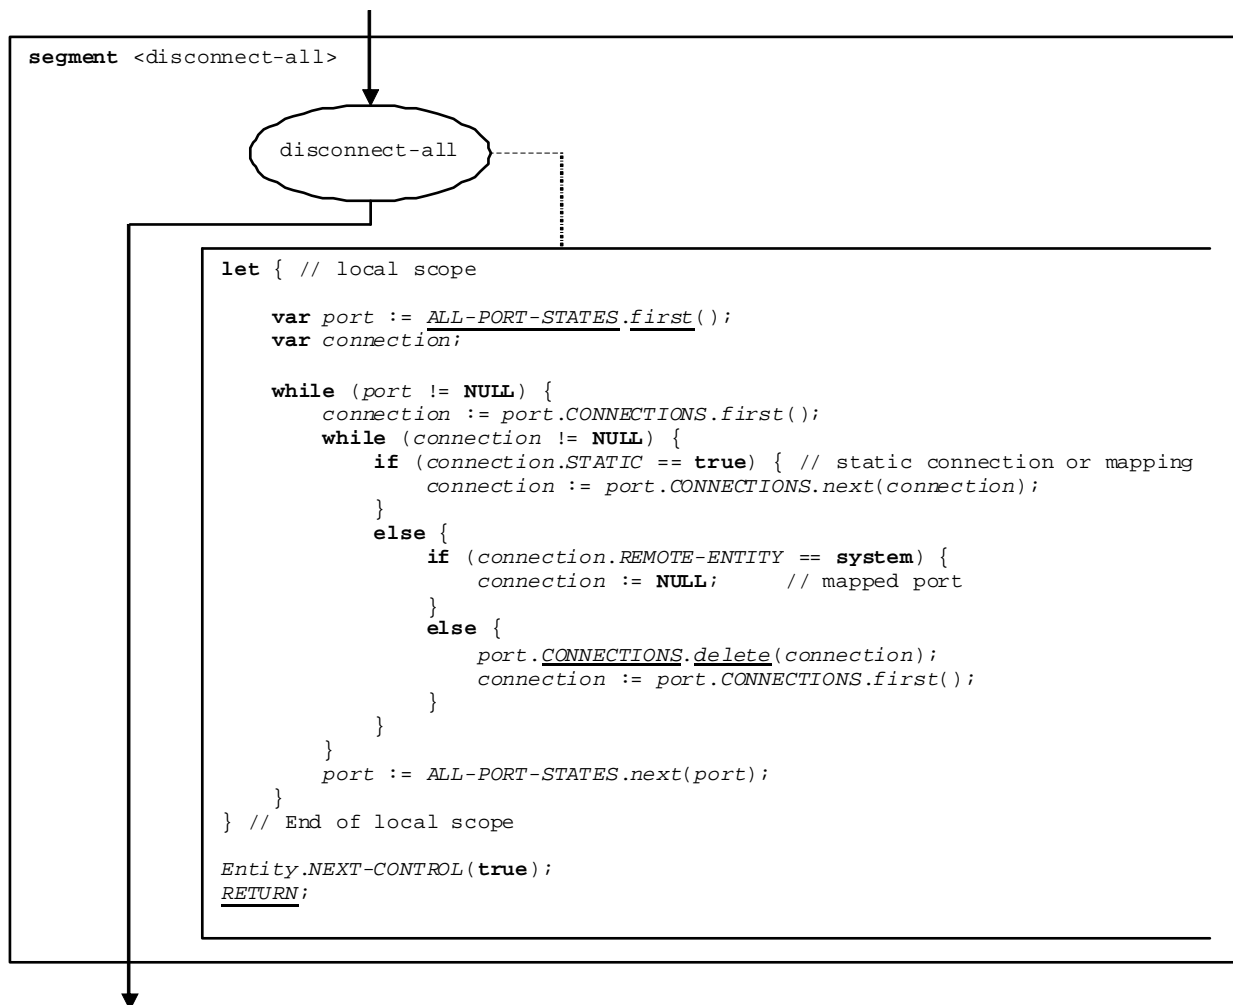 segment <disconnect-all>
disconnect-all
let { // local scope
var port := ALL-PORT-STATES.first();
var connection;
while (port != NULL) {
connection := port.CONNECTIONS.first();
while (connection != NULL) {
if (connection.STATIC == true) { // static connection or mapping
connection := port.CONNECTIONS.next(connection);
}
else {
if (connection.REMOTE-ENTITY == system) {
connection := NULL; // mapped port
}
else {
port.CONNECTIONS.delete(connection);
connection := port.CONNECTIONS.first();
}
}
}
port := ALL-PORT-STATES.next(port);
}
} // End of local scope
Entity.NEXT-CONTROL(true);
RETURN;